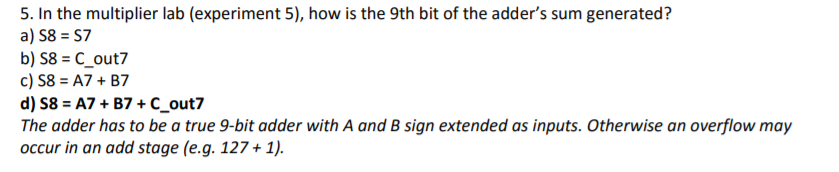 5. In the multiplier lab (experiment 5), how is the 9th bit of the adder's sum generated?
a) S8 = S7
b) S8 = C_out7
c) S8 = A7 + B7
d) S8 = A7 + B7 + C_out7
The adder has to be a true 9-bit adder with A and B sign extended as inputs. Otherwise an overflow may
occur in an add stage (e.g. 127 + 1).